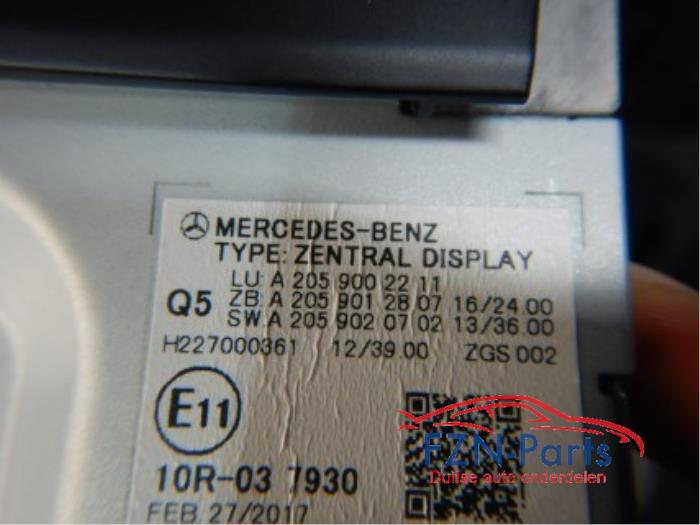 MERCEDES-BENZ
TYPE: ZENTRAL DISPLAY
LU: A 205 900 22 11
Q5 ZB: A 205 901 28 07 16/24.00
SW: A 205 902 07 02 13/36.00
H227000361 12/39.00 ZGS 002
E11
10R-03 7930
FEB 27/2017
FZN-Parts
Duitse auto onderdelen